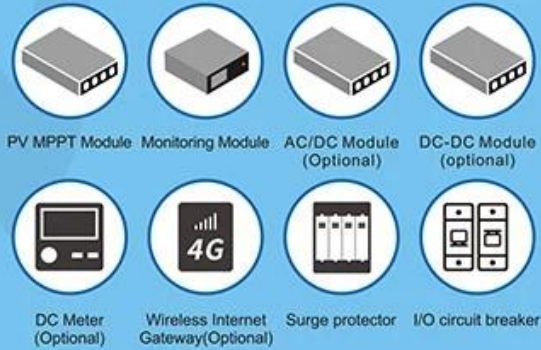 PV MPPT Module Monitoring Module AC/DC Module DC-DC Module
(Optional) (optional)
4G
DC Meter Wireless Internet Surge protector I/O circuit breaker
(Optional) Gateway(Optional)